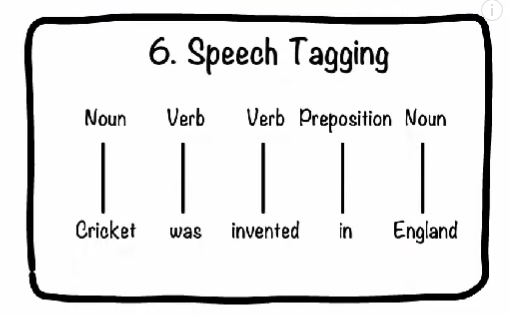 6. Speech Tagging
Noun Verb Verb Preposition Noun
Cricket was invented in England